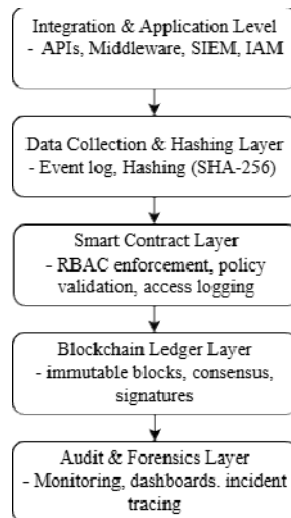 Integration & Application Level
- APIs, Middleware, SIEM, IAM
Data Collection & Hashing Layer
- Event log, Hashing (SHA-256)
Smart Contract Layer
- RBAC enforcement, policy
validation, access logging
Blockchain Ledger Layer
- immutable blocks, consensus,
signatures
Audit & Forensics Layer
- Monitoring, dashboards. incident
tracing